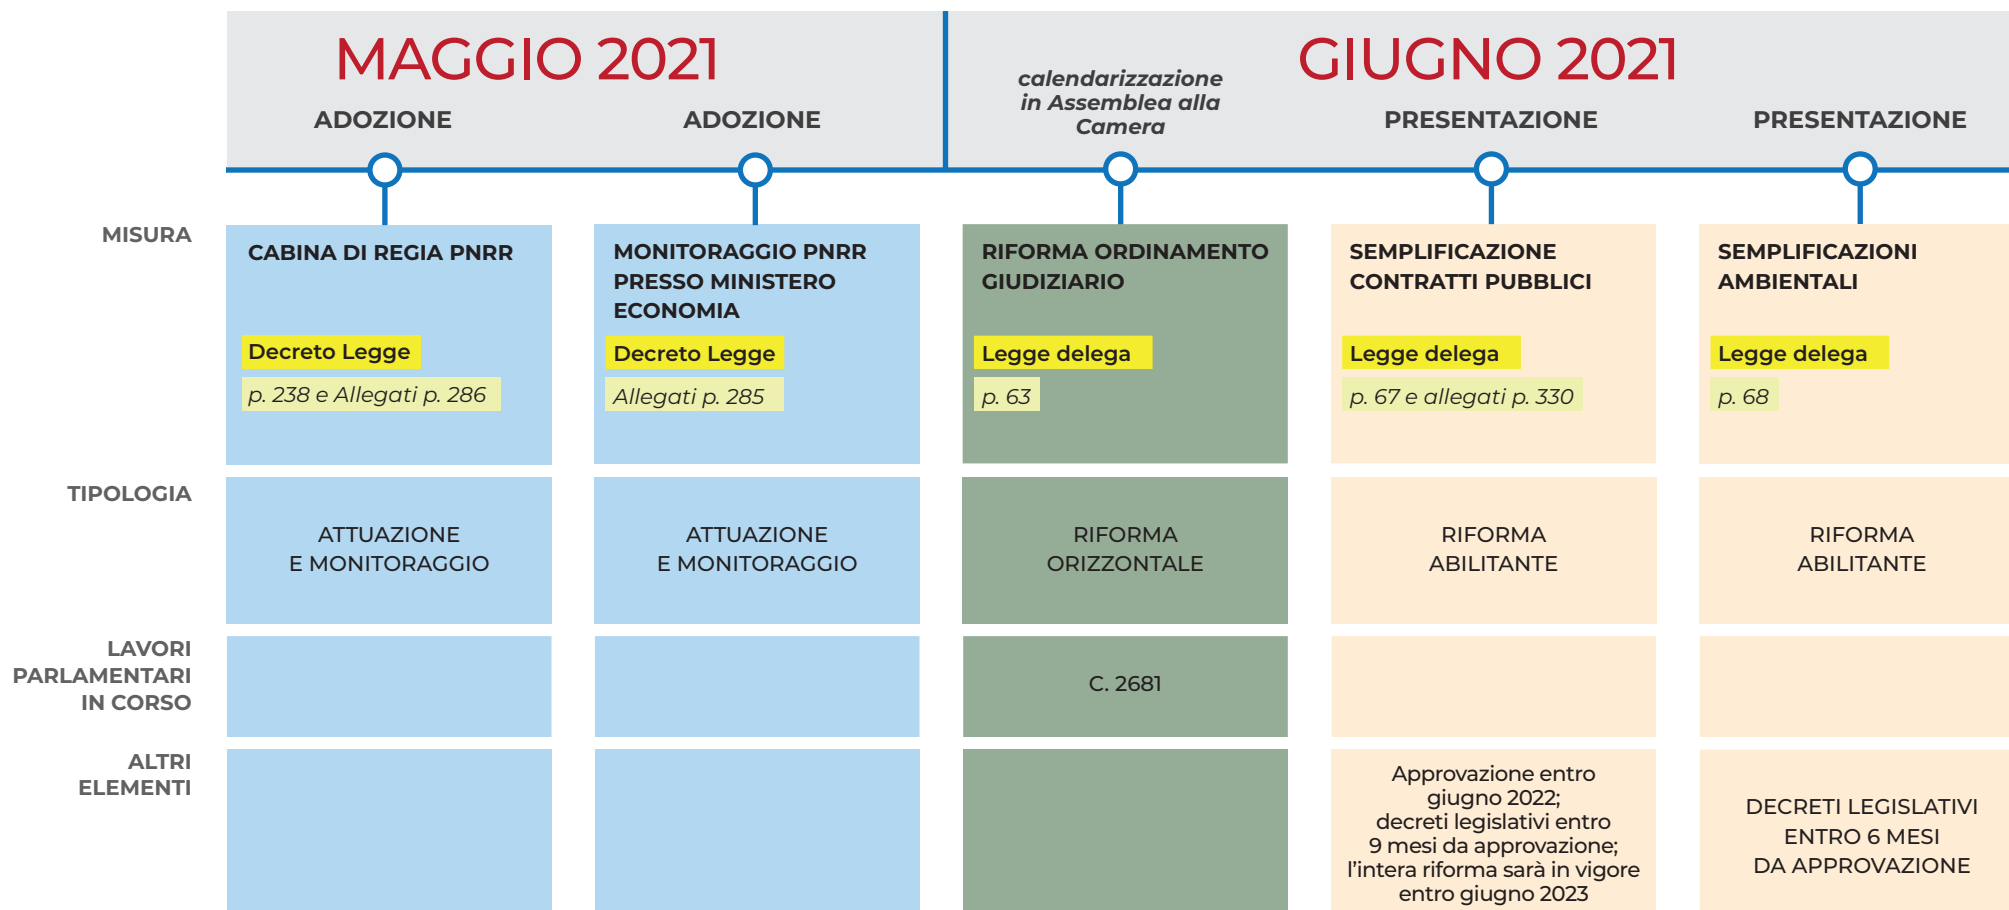 MAGGIO 2021
GIUGNO 2021
ADOZIONE
ADOZIONE
calendarizzazione
in Assemblea alla
Camera
PRESENTAZIONE
PRESENTAZIONE
MISURA
CABINA DI REGIA PNRR
Decreto Legge
p. 238 e Allegati p. 286
MONITORAGGIO PNRR
PRESSO MINISTERO
ECONOMIA
Decreto Legge
Allegati p. 285
RIFORMA ORDINAMENTO
GIUDIZIARIO
Legge delega
p. 63
SEMPLIFICAZIONE
CONTRATTI PUBBLICI
Legge delega
p. 67 e allegati p. 330
SEMPLIFICAZIONI
AMBIENTALI
Legge delega
p. 68
TIPOLOGIA
ATTUAZIONE
E MONITORAGGIO
ATTUAZIONE
E MONITORAGGIO
RIFORMA
ORIZZONTALE
RIFORMA
ABILITANTE
RIFORMA
ABILITANTE
LAVORI
PARLAMENTARI
IN CORSO
C. 2681
ALTRI
ELEMENTI
Approvazione entro
giugno 2022;
decreti legislativi entro
9 mesi da approvazione;
l'intera riforma sarà in vigore
entro giugno 2023
DECRETI LEGISLATIVI
ENTRO 6 MESI
DA APPROVAZIONE